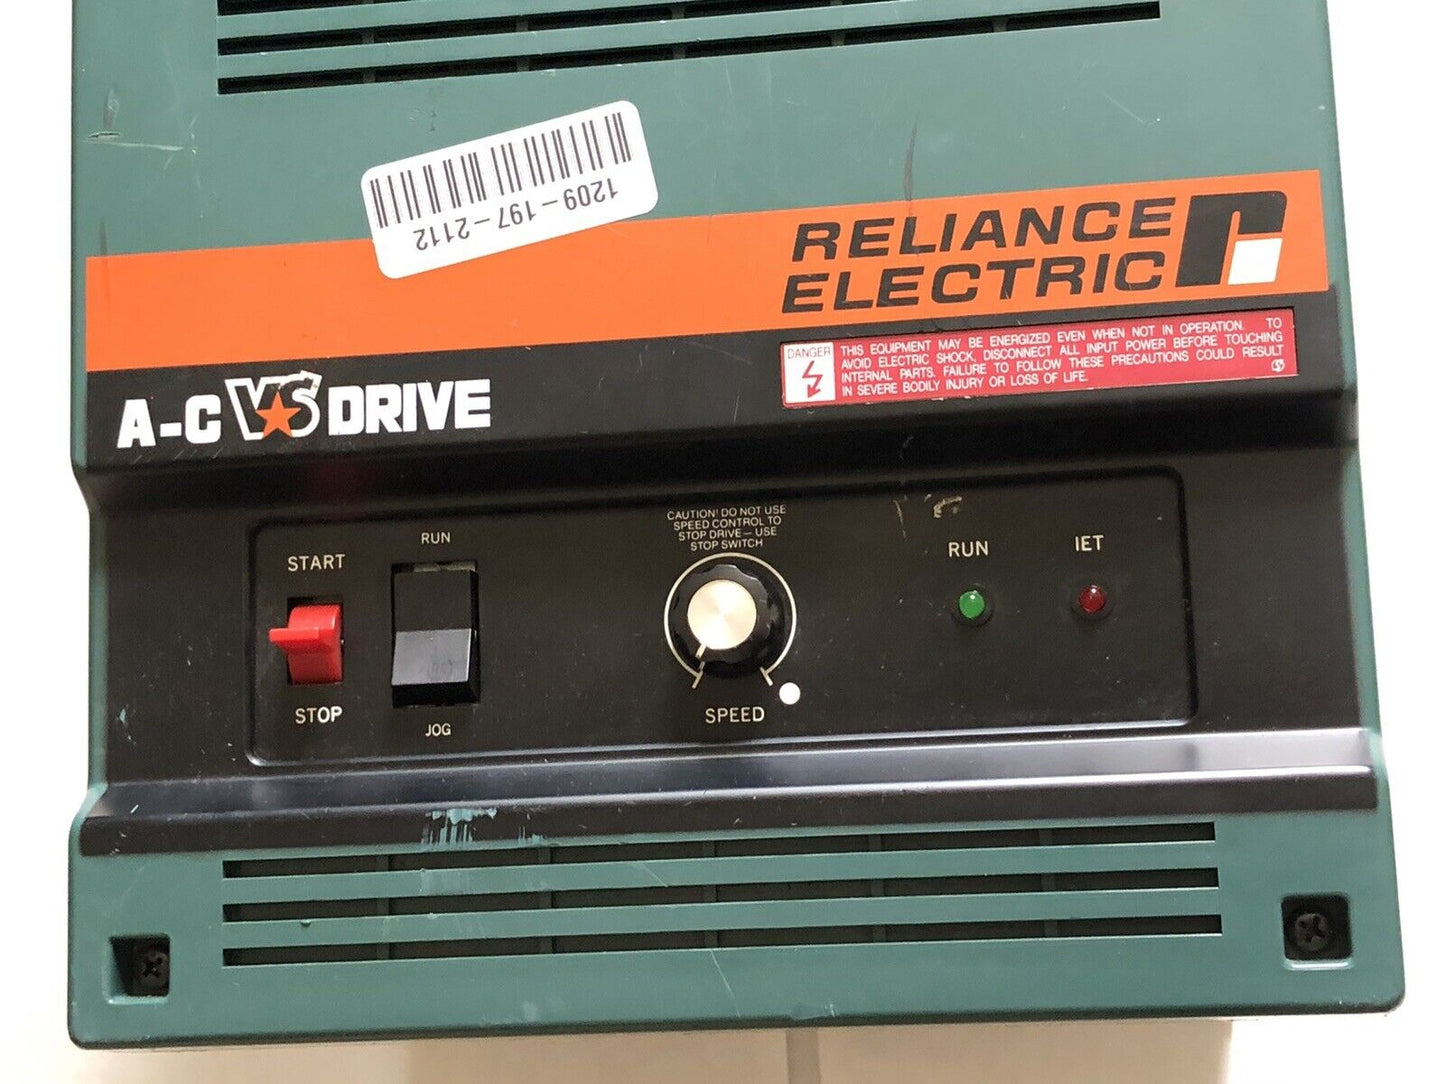 1209-197-2112
RELIANCE
ELECTRIC
DANGER
THIS EQUIPMENT MAY BE ENERGIZED EVEN WHEN NOT IN OPERATION. TO
AVOID ELECTRIC SHOCK, DISCONNECT ALL INPUT POWER BEFORE TOUCHING
INTERNAL PARTS. FAILURE TO FOLLOW THESE PRECAUTIONS COULD RESULT
IN SEVERE BODILY INJURY OR LOSS OF LIFE.
A-C VS DRIVE
CAUTION! DO NOT USE
SPEED CONTROL TO
STOP DRIVE — USE
STOP SWITCH
START
RUN
RUN
IET
STOP
JOG
SPEED